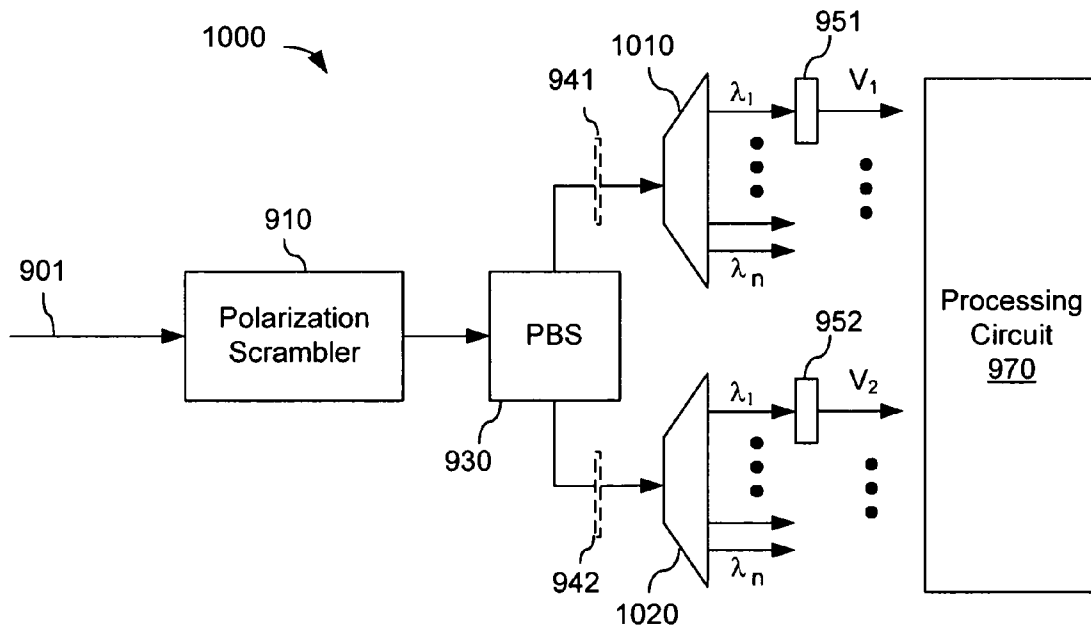 1000
1010
951
941
λ1
V1
910
901
Polarization
Scrambler
PBS
930
λn
Processing
Circuit
970
952
λ1
V2
942
1020
λn